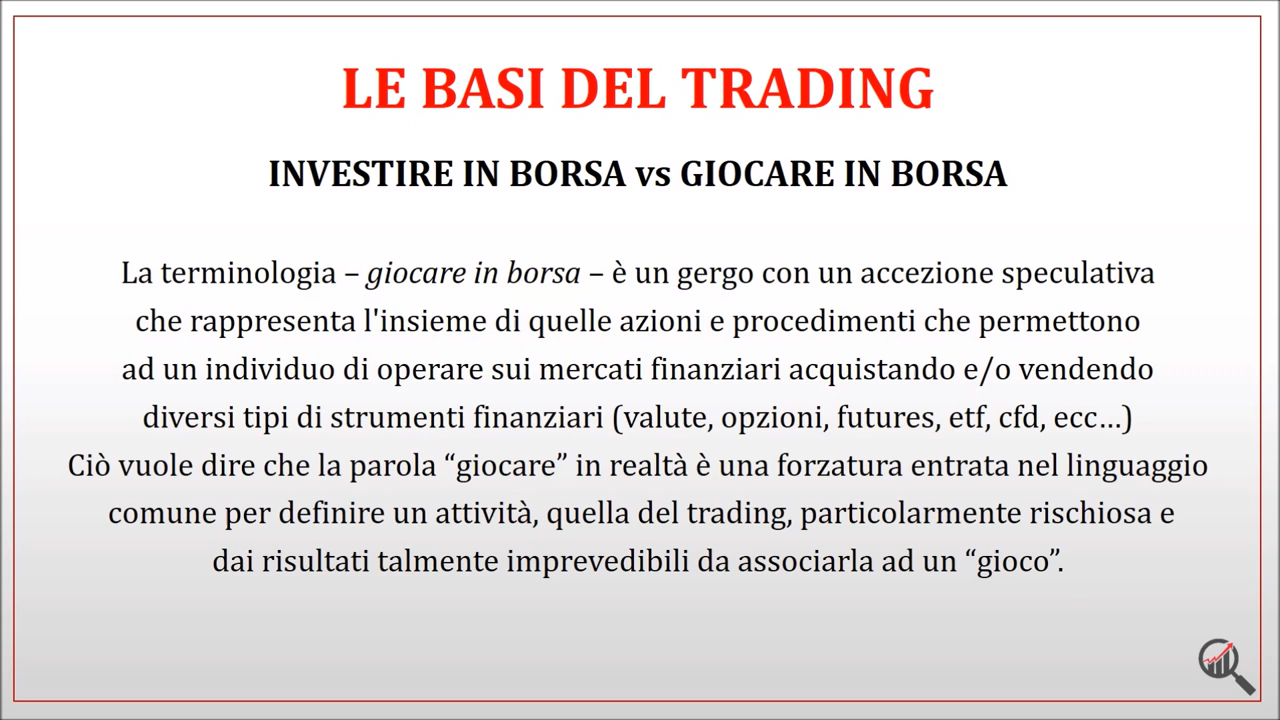 LE BASI DEL TRADING
INVESTIRE IN BORSA vs GIOCARE IN BORSA
La terminologia – giocare in borsa – è un gergo con un accezione speculativa
che rappresenta l'insieme di quelle azioni e procedimenti che permettono
ad un individuo di operare sui mercati finanziari acquistando e/o vendendo
diversi tipi di strumenti finanziari (valute, opzioni, futures, etf, cfd, ecc…)
Ciò vuole dire che la parola “giocare” in realtà è una forzatura entrata nel linguaggio
comune per definire un attività, quella del trading, particolarmente rischiosa e
dai risultati talmente imprevedibili da associarla ad un “gioco”.